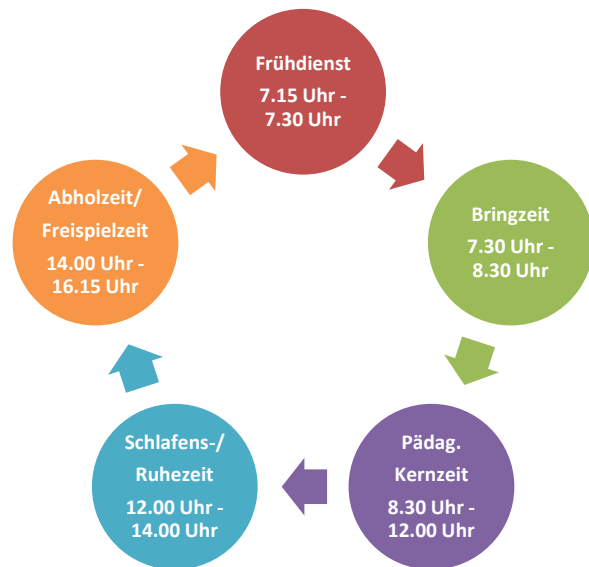 Frühdienst
7.15 Uhr -
7.30 Uhr
Bringzeit
7.30 Uhr -
8.30 Uhr
Pädag.
Kernzeit
8.30 Uhr -
12.00 Uhr
Schlafens-/
Ruhezeit
12.00 Uhr -
14.00 Uhr
Abholzeit/
Freispielzeit
14.00 Uhr -
16.15 Uhr